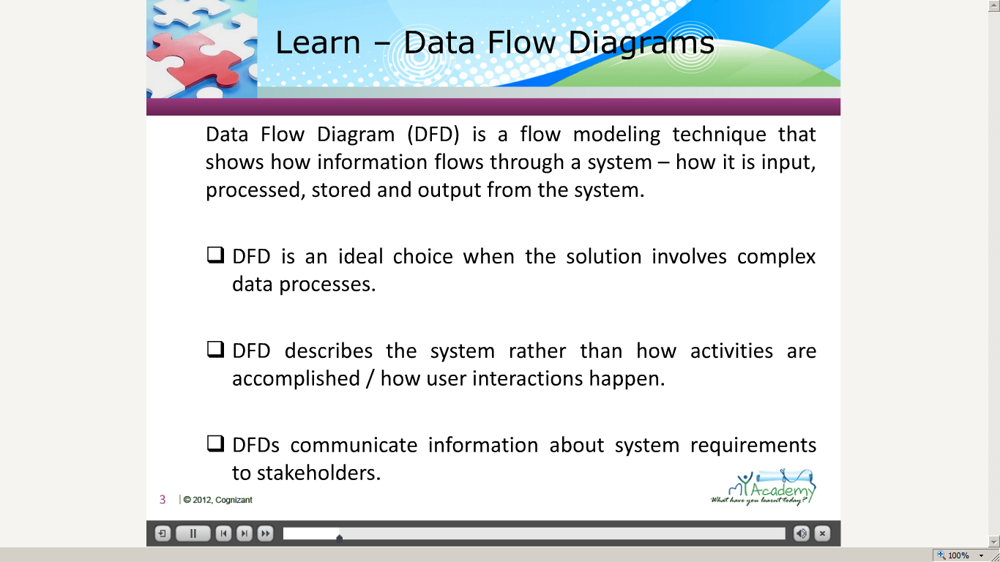 Learn – Data Flow Diagrams
Data Flow Diagram (DFD) is a flow modeling technique that
shows how information flows through a system – how it is input,
processed, stored and output from the system.
❑ DFD is an ideal choice when the solution involves complex
data processes.
❑ DFD describes the system rather than how activities are
accomplished / how user interactions happen.
❑ DFDs communicate information about system requirements
to stakeholders.
myAcademy
What have you learnt today?
3 | © 2012, Cognizant
100%